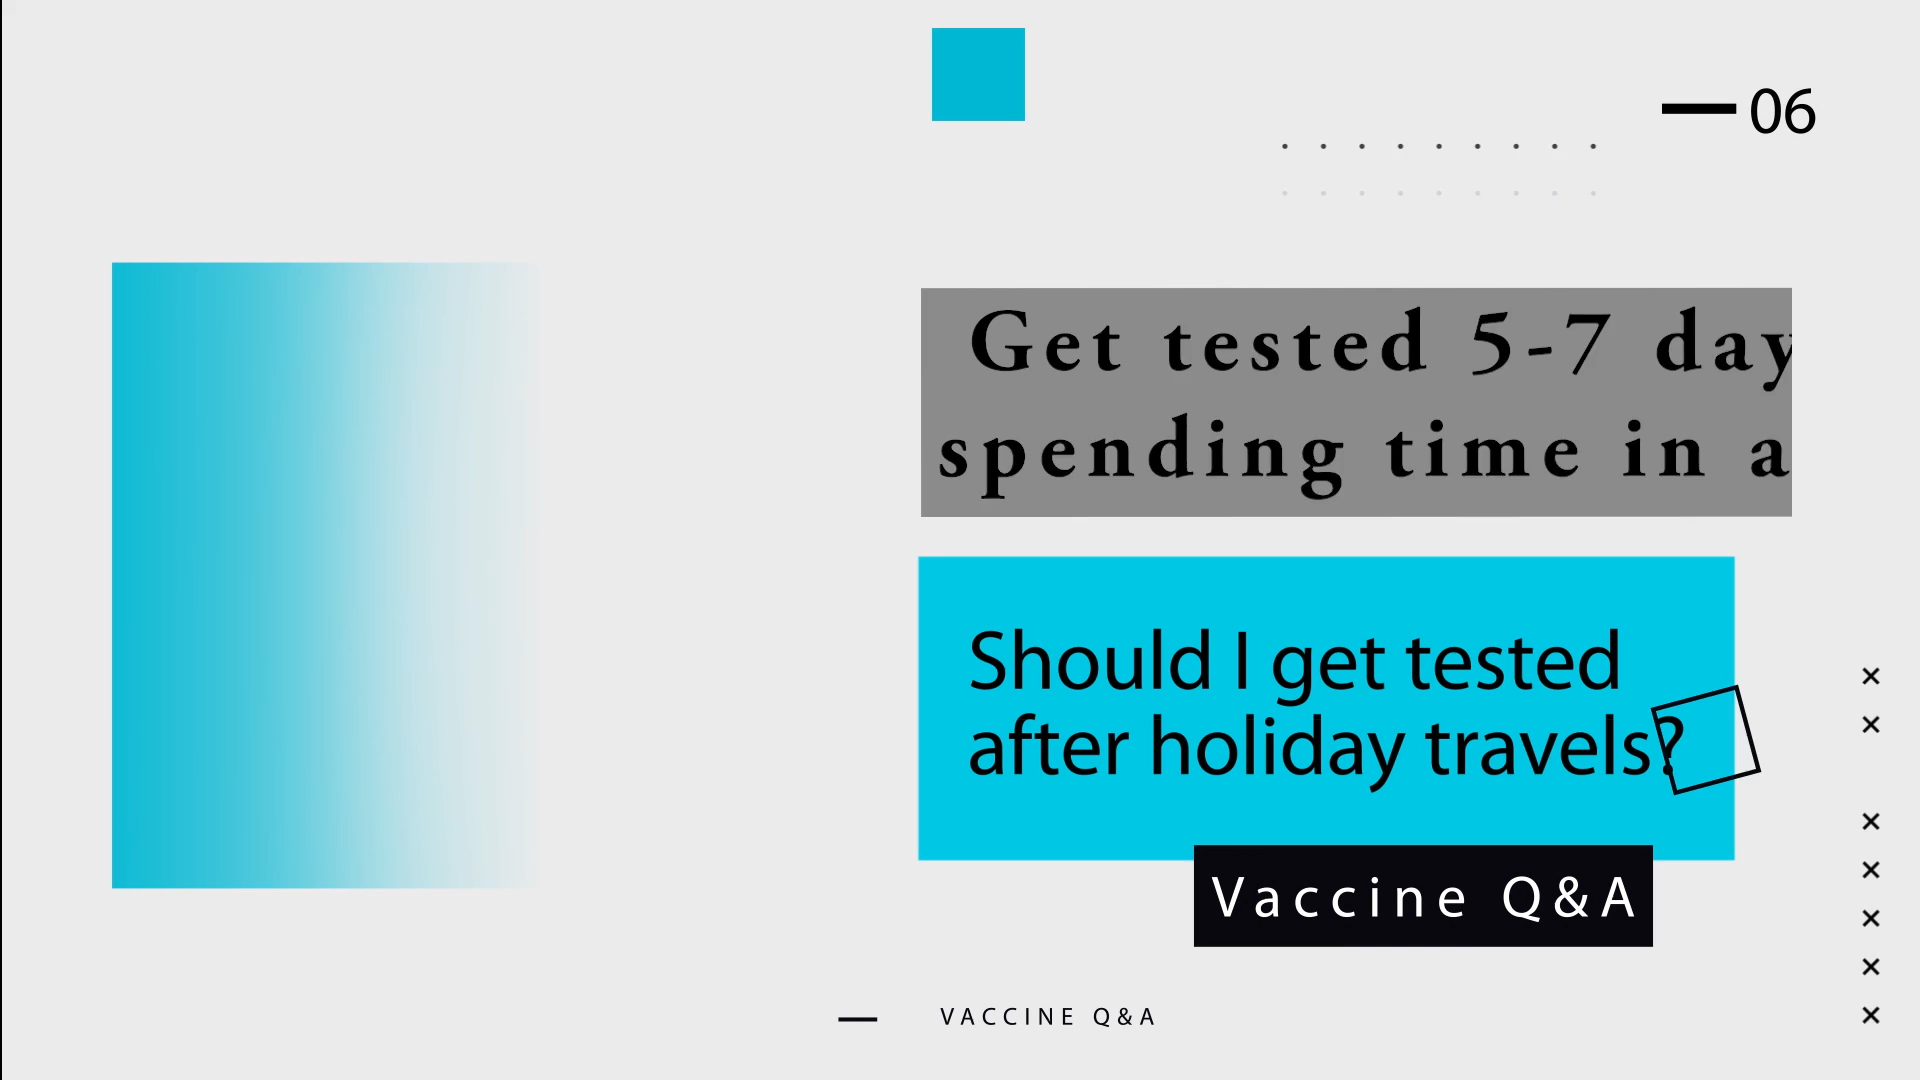 06
Get tested 5-7 day
spending time in a
Should I get tested
after holiday travels?
Vaccine Q&A
VACCINE Q&A